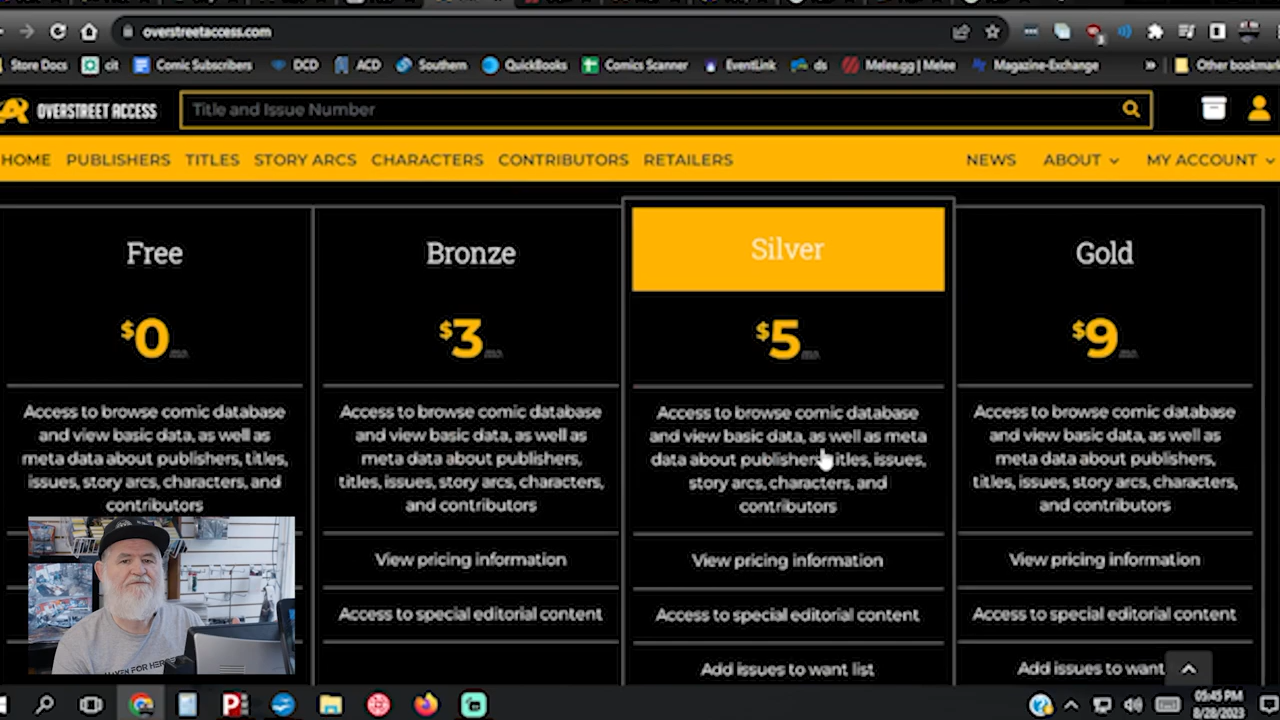 overstreetaccess.com
Store Docs cit Comic Subscribers DCD ACD Southern QuickBooks Comics Scanner EventLink ds Melee.gg | Melee Magazine-Exchange » Other bookmar
OVERSTREET ACCESS Title and Issue Number
HOME PUBLISHERS TITLES STORY ARCS CHARACTERS CONTRIBUTORS RETAILERS NEWS ABOUT MY ACCOUNT
Free
$0
Access to browse comic database
and view basic data, as well as
meta data about publishers, titles,
issues, story arcs, characters, and
contributors
Bronze
$3
Access to browse comic database
and view basic data, as well as
meta data about publishers,
titles, issues, story arcs, characters,
and contributors
View pricing information
Access to special editorial content
Silver
$5
Access to browse comic database
and view basic data, as well as meta
data about publishers, titles, issues,
story arcs, characters, and
contributors
View pricing information
Access to special editorial content
Add issues to want list
Gold
$9
Access to browse comic database
and view basic data, as well as
meta data about publishers,
titles, issues, story arcs, characters,
and contributors
View pricing information
Access to special editorial content
Add issues to want
05:45 PM
8/28/2023